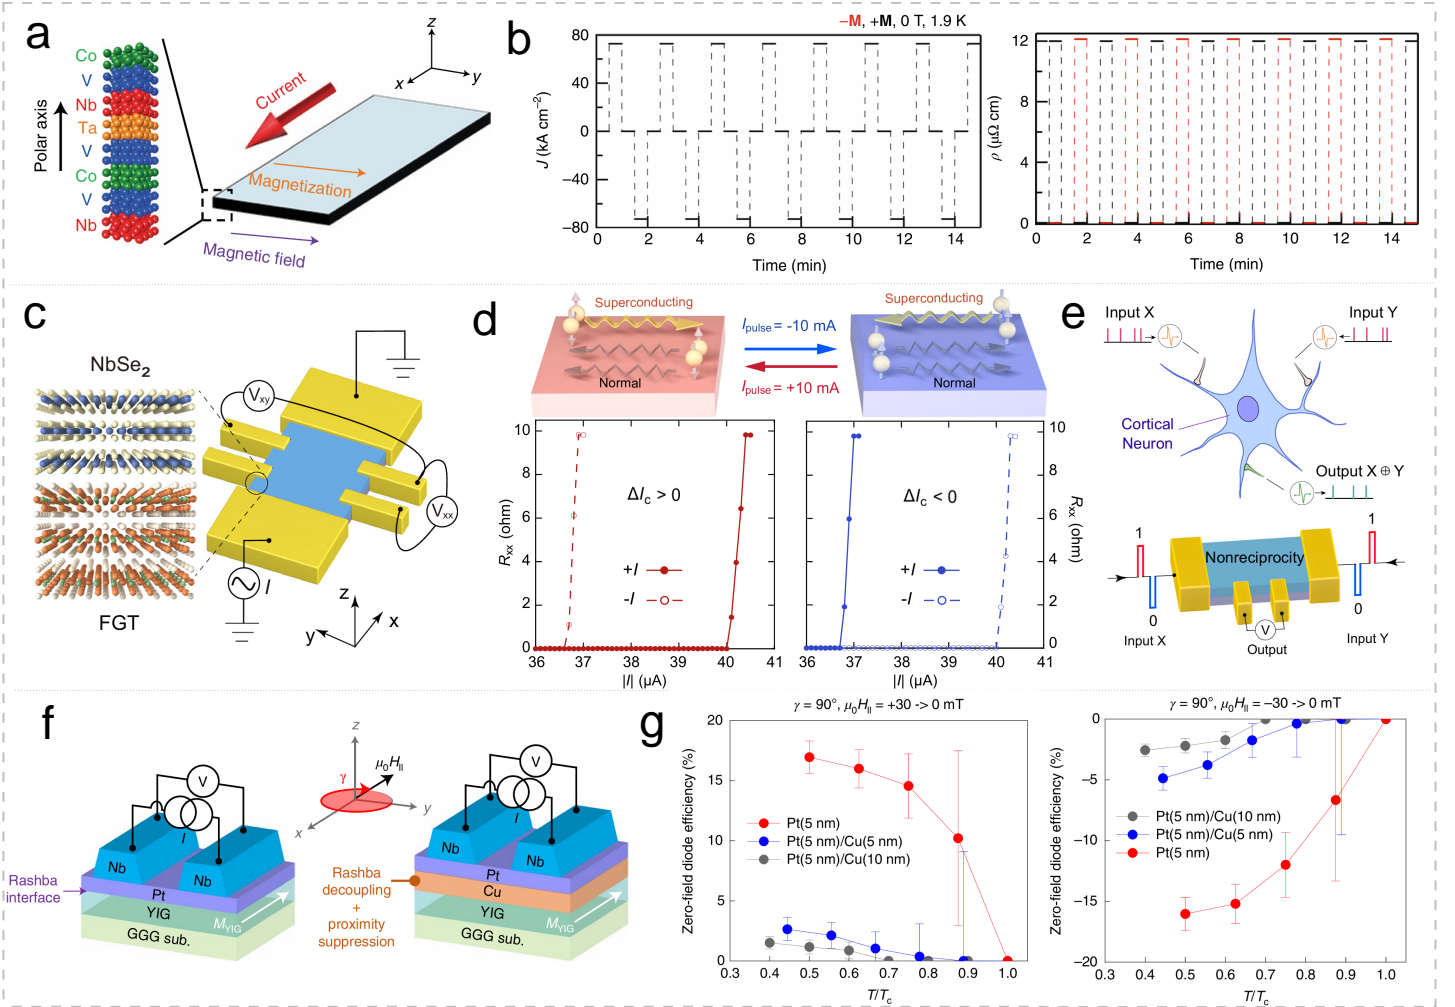 a
Co
V
Nb
Ta
V
Co
V
Nb
Polar axis
Current
Magnetization
Magnetic field
z
x
y
b
–M, +M, 0 T, 1.9 K
J (kA cm⁻²)
80
40
0
–40
–80
0 2 4 6 8 10 12 14
Time (min)
ρ (μΩ cm)
12
8
4
0
0 2 4 6 8 10 12 14
Time (min)
c
NbSe₂
FGT
Vxy
Vxx
I
z
y
x
d
Superconducting
Normal
Ipulse = -10 mA
Ipulse = +10 mA
Superconducting
Normal
Rxx (ohm)
10
8
6
4
2
0
ΔIc > 0
+I
-I
36 37 38 39 40 41
|I| (μA)
ΔIc < 0
+I
-I
36 37 38 39 40 41
|I| (μA)
10
8
6
4
2
0
Rxx (ohm)
e
Input X
Input Y
Cortical
Neuron
Output X ⊕ Y
1
0
Input X
Nonreciprocity
V
Output
1
0
Input Y
f
V
I
Nb
Nb
Pt
YIG
MYIG
GGG sub.
Rashba
interface
z
γ
μ₀H||
y
x
V
I
Nb
Nb
Pt
Cu
YIG
MYIG
GGG sub.
Rashba
decoupling
+
proximity
suppression
g
γ = 90°, μ₀H|| = +30 -> 0 mT
Zero-field diode efficiency (%)
20
15
10
5
0
Pt(5 nm)
Pt(5 nm)/Cu(5 nm)
Pt(5 nm)/Cu(10 nm)
0.3 0.4 0.5 0.6 0.7 0.8 0.9 1.0
T/Tc
γ = 90°, μ₀H|| = −30 -> 0 mT
Zero-field diode efficiency (%)
0
−5
−10
−15
−20
Pt(5 nm)/Cu(10 nm)
Pt(5 nm)/Cu(5 nm)
Pt(5 nm)
0.3 0.4 0.5 0.6 0.7 0.8 0.9 1.0
T/Tc